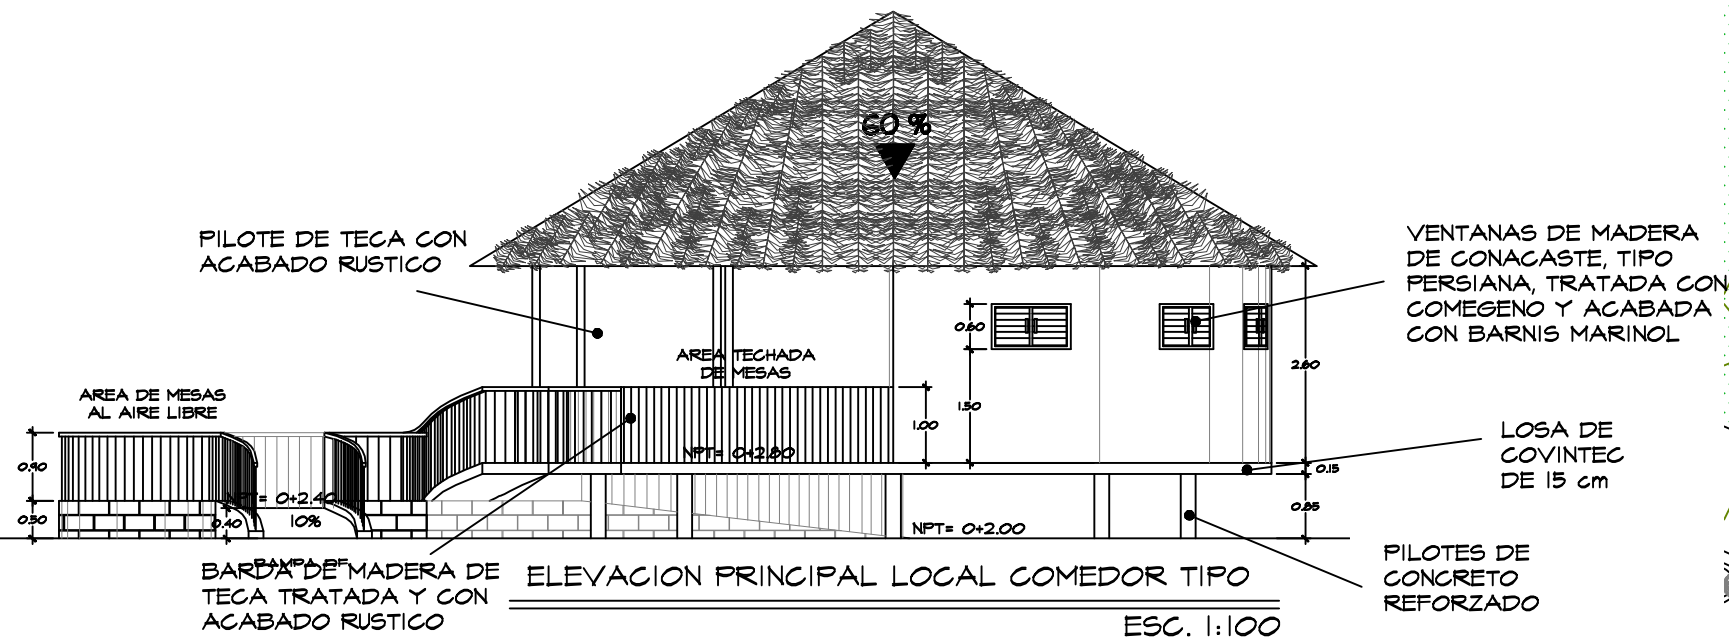 60 %
PILOTE DE TECA CON
ACABADO RUSTICO
VENTANAS DE MADERA
DE CONACASTE, TIPO
PERSIANA, TRATADA CON
COMEGENO Y ACABADA
CON BARNIS MARINOL
0.60
AREA TECHADA
DE MESAS
2.80
AREA DE MESAS
AL AIRE LIBRE
1.50
1.00
LOSA DE
COVINTEC
DE 15 cm
NPT= 0+2.80
0.90
0.15
NPT= 0+2.40
0.50
0.40
10%
0.85
NPT= 0+2.00
RAMPA DE
BARDA DE MADERA DE
TECA TRATADA Y CON
ACABADO RUSTICO
ELEVACION PRINCIPAL LOCAL COMEDOR TIPO
ESC. 1:100
PILOTES DE
CONCRETO
REFORZADO